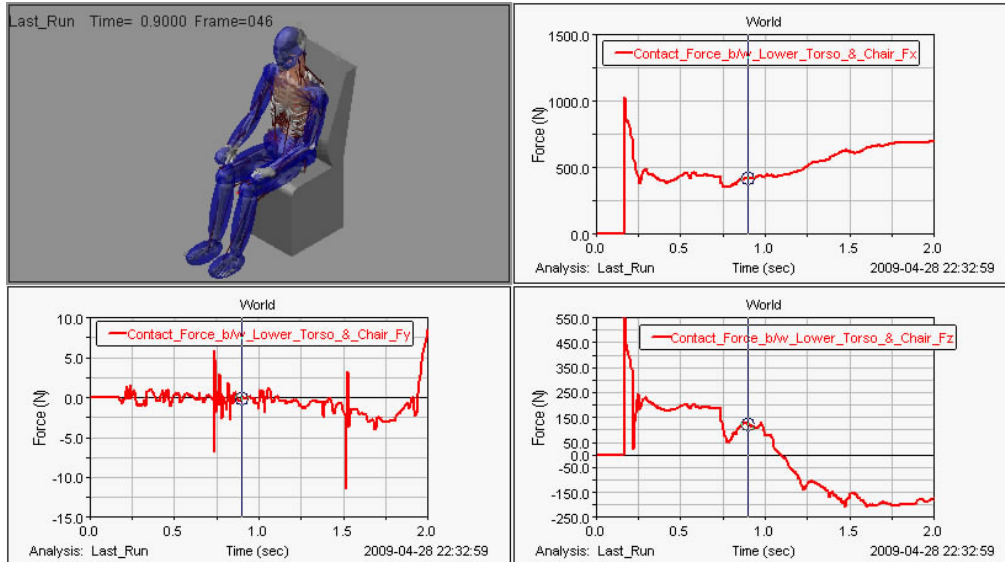 Last_Run Time= 0.9000 Frame=046
World
1500.0
1000.0
500.0
0.0
Force (N)
Contact_Force_b/w_Lower_Torso_&_Chair_Fx
0.0 0.5 1.0 1.5 2.0
Analysis: Last_Run Time (sec) 2009-04-28 22:32:59
World
10.0
5.0
0.0
-5.0
-10.0
-15.0
Force (N)
Contact_Force_b/w_Lower_Torso_&_Chair_Fy
0.0 0.5 1.0 1.5 2.0
Analysis: Last_Run Time (sec) 2009-04-28 22:32:59
World
550.0
450.0
350.0
250.0
150.0
50.0
0.0
-50.0
-150.0
-250.0
Force (N)
Contact_Force_b/w_Lower_Torso_&_Chair_Fz
0.0 0.5 1.0 1.5 2.0
Analysis: Last_Run Time (sec) 2009-04-28 22:32:59